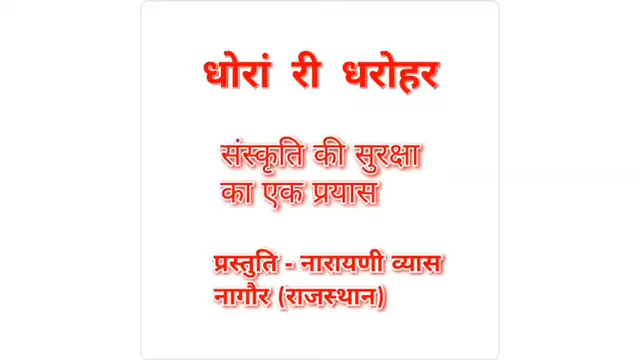 धोरां री धरोहर
संस्कृति की सुरक्षा
का एक प्रयास
प्रस्तुति - नारायणी व्यास
नागौर (राजस्थान)